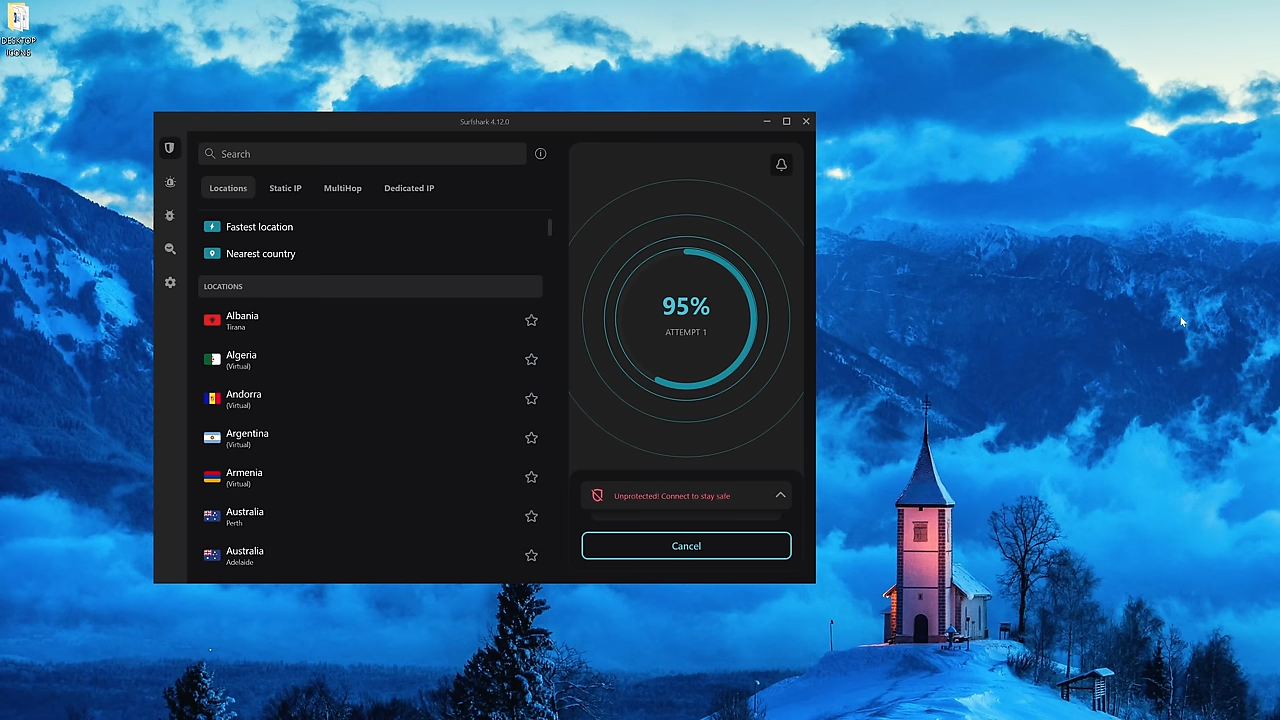 DESKTOP
ICONS
Surfshark 4.12.0
Search
Locations
Static IP
MultiHop
Dedicated IP
Fastest location
Nearest country
LOCATIONS
Albania
Tirana
Algeria
(Virtual)
Andorra
(Virtual)
Argentina
(Virtual)
Armenia
(Virtual)
Australia
Perth
Australia
Adelaide
95%
ATTEMPT 1
Unprotected! Connect to stay safe
Cancel